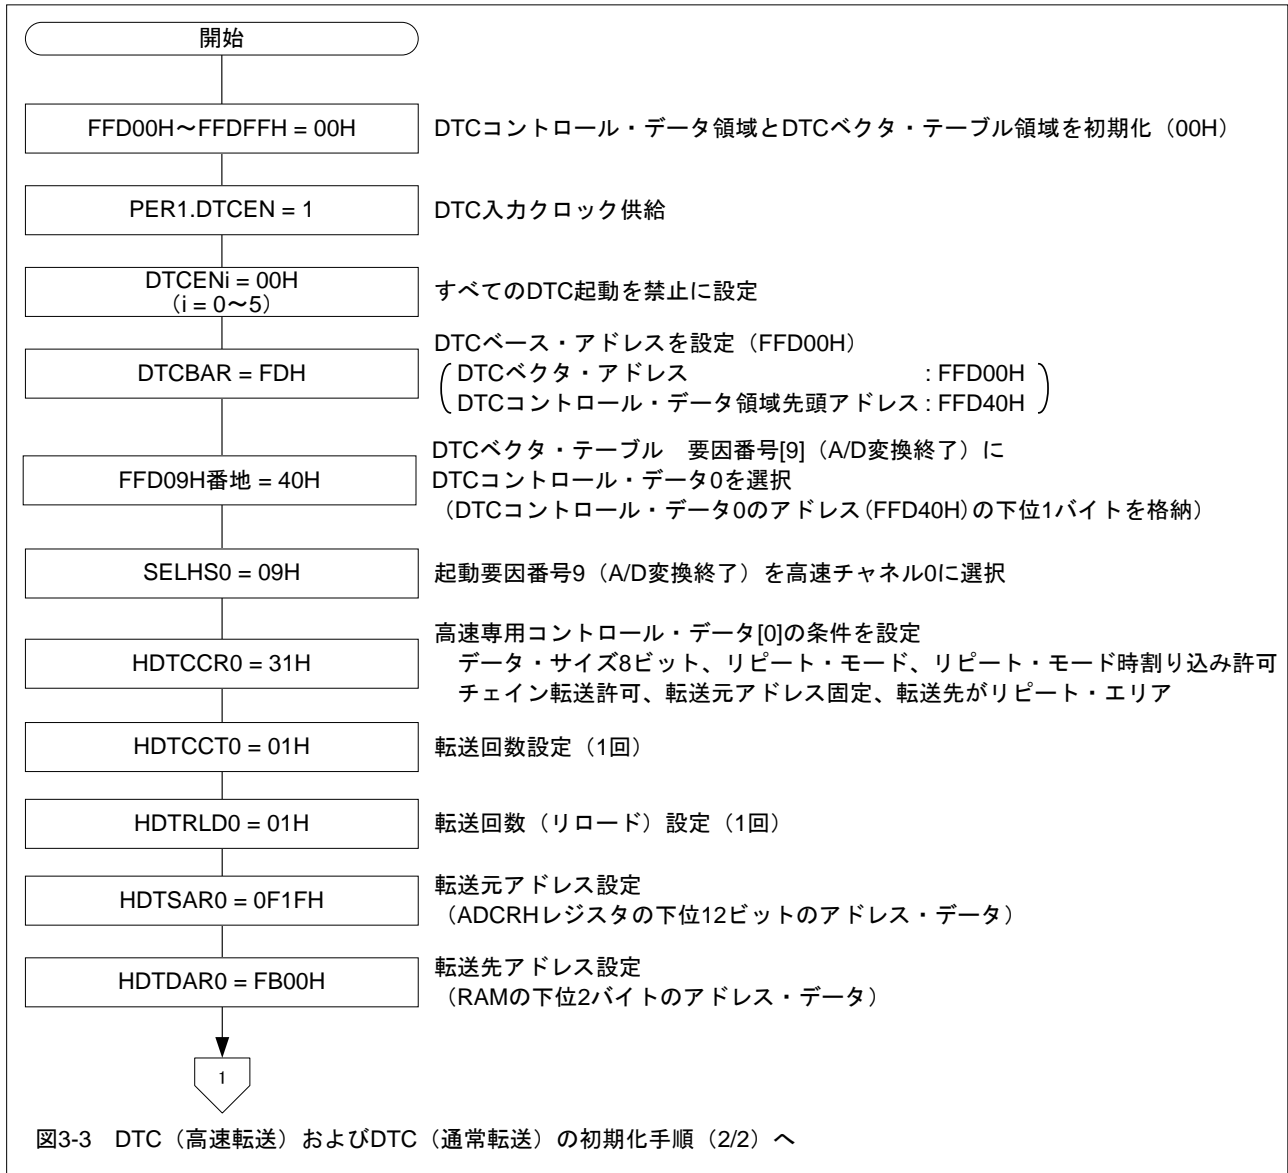 開始
FFD00H～FFDFFH = 00H
DTCコントロール・データ領域とDTCベクタ・テーブル領域を初期化（00H）
PER1.DTCEN = 1
DTC入力クロック供給
DTCENi = 00H
（i = 0～5）
すべてのDTC起動を禁止に設定
DTCBAR = FDH
DTCベース・アドレスを設定（FFD00H）
DTCベクタ・アドレス : FFD00H
DTCコントロール・データ領域先頭アドレス : FFD40H
FFD09H番地 = 40H
DTCベクタ・テーブル　要因番号[9]（A/D変換終了）に
DTCコントロール・データ0を選択
（DTCコントロール・データ0のアドレス(FFD40H)の下位1バイトを格納）
SELHS0 = 09H
起動要因番号9（A/D変換終了）を高速チャネル0に選択
HDTCCR0 = 31H
高速専用コントロール・データ[0]の条件を設定
データ・サイズ8ビット、リピート・モード、リピート・モード時割り込み許可
チェイン転送許可、転送元アドレス固定、転送先がリピート・エリア
HDTCCT0 = 01H
転送回数設定（1回）
HDTRLD0 = 01H
転送回数（リロード）設定（1回）
HDTSAR0 = 0F1FH
転送元アドレス設定
（ADCRHレジスタの下位12ビットのアドレス・データ）
HDTDAR0 = FB00H
転送先アドレス設定
（RAMの下位2バイトのアドレス・データ）
1
図3-3　DTC（高速転送）およびDTC（通常転送）の初期化手順（2/2）へ